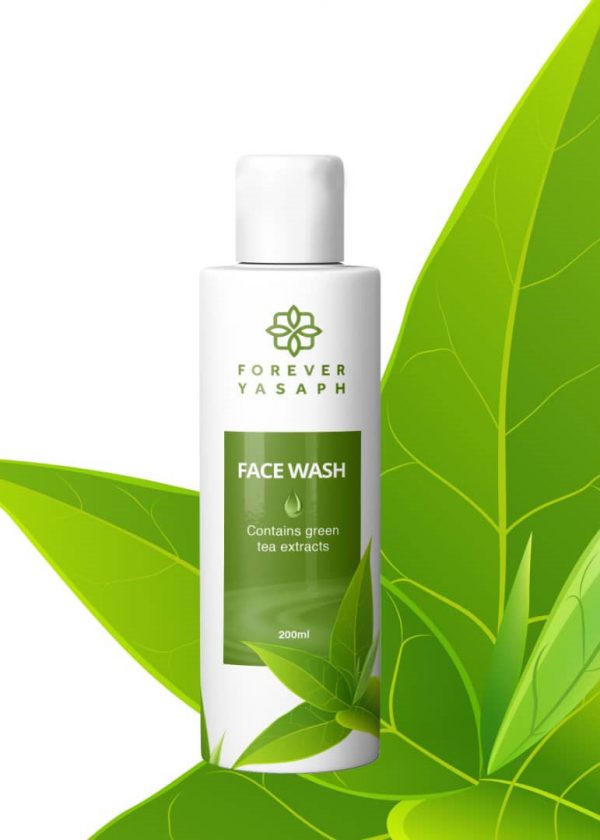 FOREVER
YASAPH
FACE WASH
Contains green
tea extracts
200ml